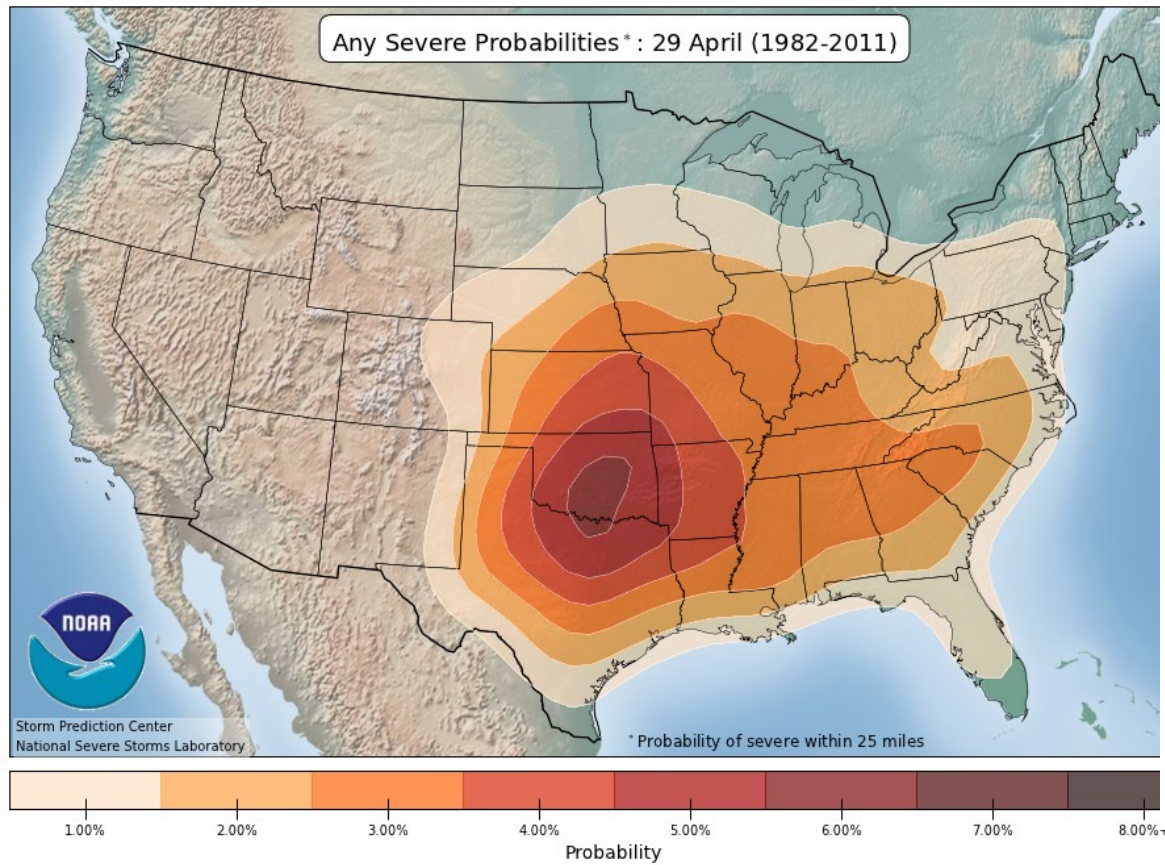 Any Severe Probabilities*: 29 April (1982-2011)
NOAA
Storm Prediction Center
National Severe Storms Laboratory
* Probability of severe within 25 miles
1.00% 2.00% 3.00% 4.00% 5.00% 6.00% 7.00% 8.00%+
Probability